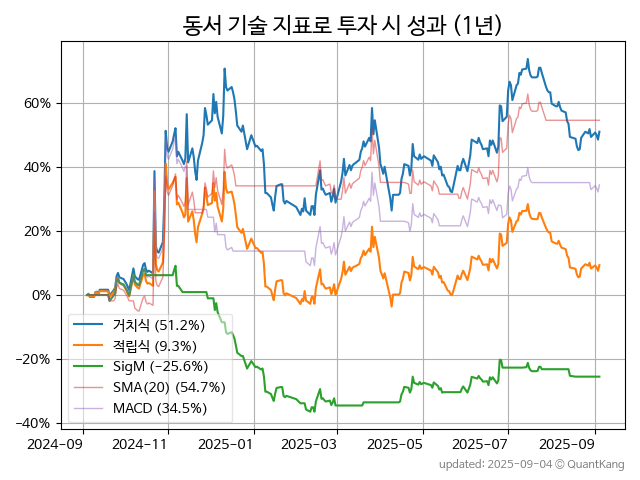 동서 기술 지표로 투자 시 성과 (1년)
60%
40%
20%
0%
−20%
−40%
거치식 (51.2%)
적립식 (9.3%)
SigM (−25.6%)
SMA(20) (54.7%)
MACD (34.5%)
2024-09 2024-11 2025-01 2025-03 2025-05 2025-07 2025-09
updated: 2025-09-04 © QuantKang